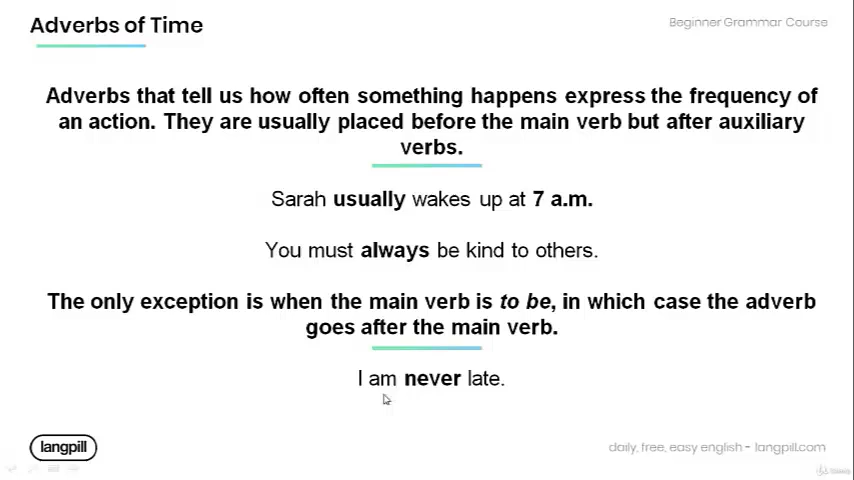 Adverbs of Time
Beginner Grammar Course
Adverbs that tell us how often something happens express the frequency of
an action. They are usually placed before the main verb but after auxiliary
verbs.
Sarah usually wakes up at 7 a.m.
You must always be kind to others.
The only exception is when the main verb is to be, in which case the adverb
goes after the main verb.
I am never late.
langpill
daily, free, easy english - langpill.com
Udemy